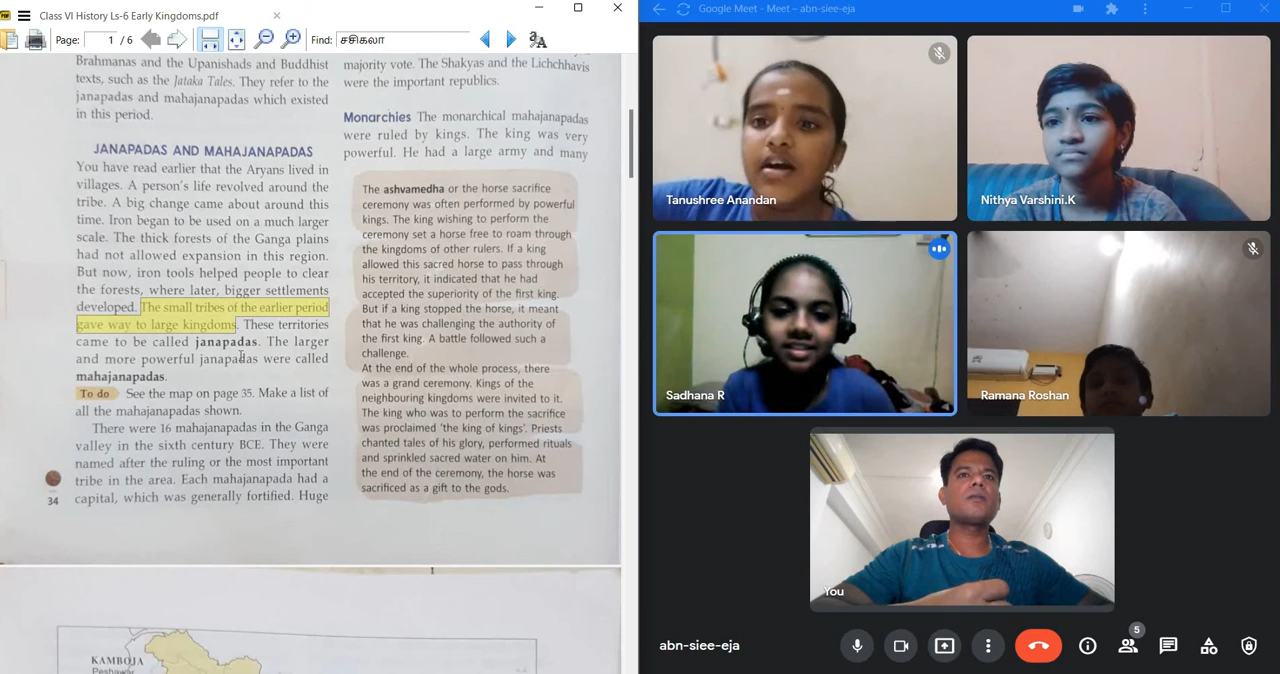 Class VI History Ls-6 Early Kingdoms.pdf
Page: 1 / 6 Find: சசிகலா
Brahmanas and the Upanishads and Buddhist
texts, such as the Jataka Tales. They refer to the
janapadas and mahajanapadas which existed
in this period.
JANAPADAS AND MAHAJANAPADAS
You have read earlier that the Aryans lived in
villages. A person's life revolved around the
tribe. A big change came about around this
time. Iron began to be used on a much larger
scale. The thick forests of the Ganga plains
had not allowed expansion in this region.
But now, iron tools helped people to clear
the forests, where later, bigger settlements
developed. The small tribes of the earlier period
gave way to large kingdoms. These territories
came to be called janapadas. The larger
and more powerful janapadas were called
mahajanapadas.
To do See the map on page 35. Make a list of
all the mahajanapadas shown.
There were 16 mahajanapadas in the Ganga
valley in the sixth century BCE. They were
named after the ruling or the most important
tribe in the area. Each mahajanapada had a
capital, which was generally fortified. Huge
34
majority vote. The Shakyas and the Lichchhavis
were the important republics.
Monarchies The monarchical mahajanapadas
were ruled by kings. The king was very
powerful. He had a large army and many
The ashvamedha or the horse sacrifice
ceremony was often performed by powerful
kings. The king wishing to perform the
ceremony set a horse free to roam through
the kingdoms of other rulers. If a king
allowed this sacred horse to pass through
his territory, it indicated that he had
accepted the superiority of the first king.
But if a king stopped the horse, it meant
that he was challenging the authority of
the first king. A battle followed such a
challenge.
At the end of the whole process, there
was a grand ceremony. Kings of the
neighbouring kingdoms were invited to it.
The king who was to perform the sacrifice
was proclaimed 'the king of kings'. Priests
chanted tales of his glory, performed rituals
and sprinkled sacred water on him. At
the end of the ceremony, the horse was
sacrificed as a gift to the gods.
1
KAMBOJA
Peshawar
Google Meet - Meet – abn-siee-eja
Tanushree Anandan
Nithya Varshini.K
Sadhana R
Ramana Roshan
You
abn-siee-eja
5